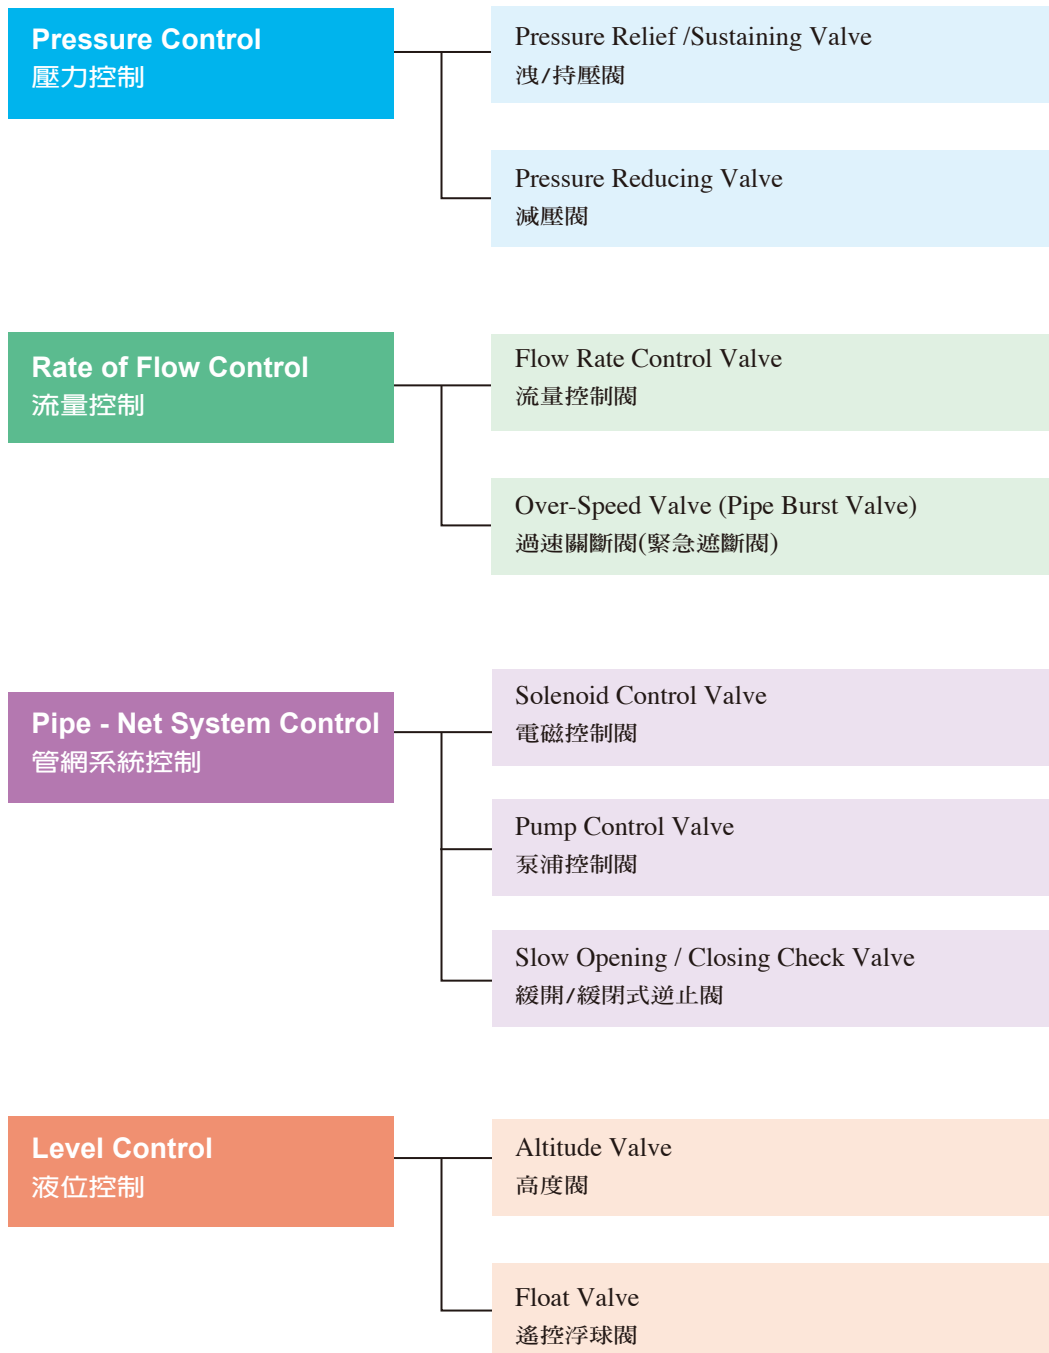 Pressure Control
壓力控制
Pressure Relief /Sustaining Valve
洩/持壓閥
Pressure Reducing Valve
減壓閥
Rate of Flow Control
流量控制
Flow Rate Control Valve
流量控制閥
Over-Speed Valve (Pipe Burst Valve)
過速關斷閥(緊急遮斷閥)
Pipe - Net System Control
管網系統控制
Solenoid Control Valve
電磁控制閥
Pump Control Valve
泵浦控制閥
Slow Opening / Closing Check Valve
緩開/緩閉式逆止閥
Level Control
液位控制
Altitude Valve
高度閥
Float Valve
遙控浮球閥